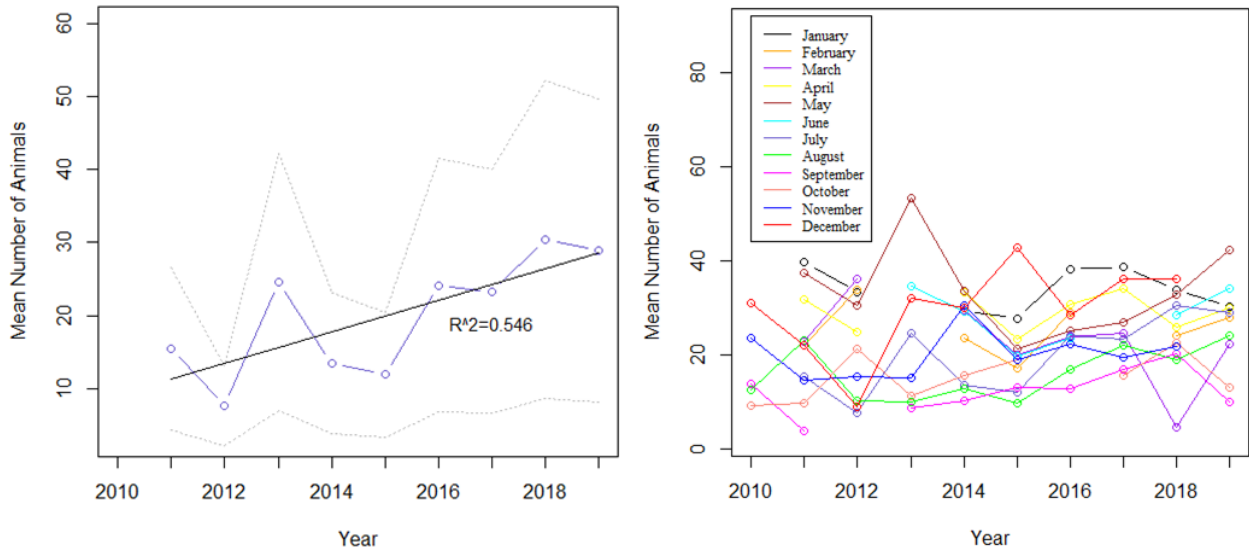 60
50
40
30
20
10
Mean Number of Animals
R^2=0.546
2010 2012 2014 2016 2018
Year
January
February
March
April
May
June
July
August
September
October
November
December
80
60
40
20
0
Mean Number of Animals
2010 2012 2014 2016 2018
Year